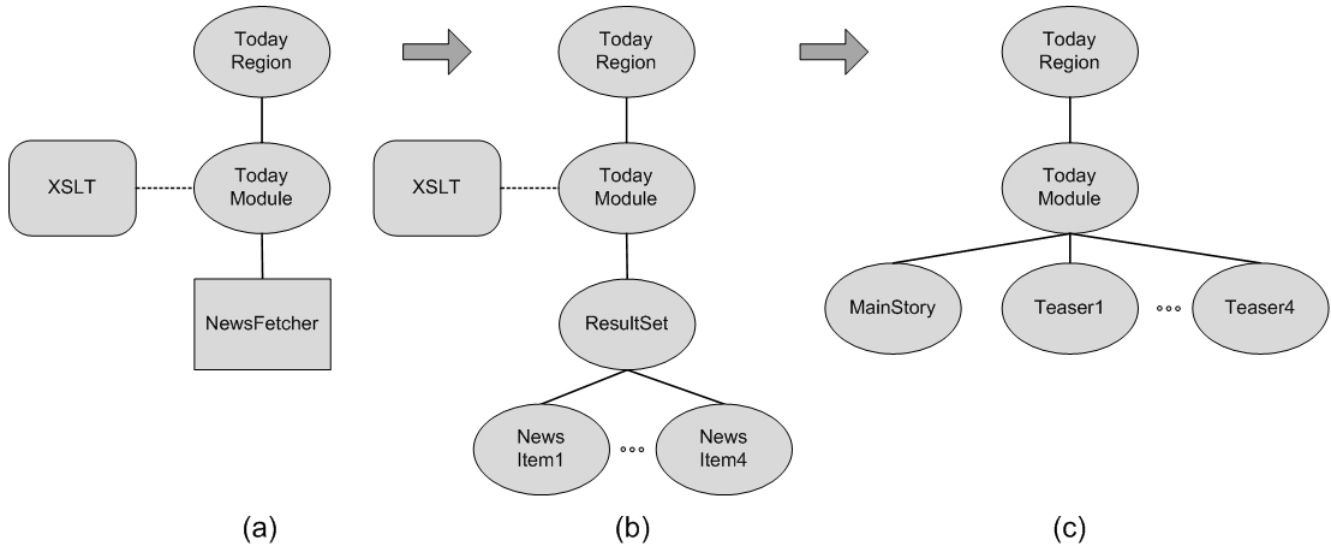 Today
Region
XSLT
Today
Module
NewsFetcher
(a)
Today
Region
XSLT
Today
Module
ResultSet
News
Item1
News
Item4
(b)
Today
Region
Today
Module
MainStory
Teaser1
Teaser4
(c)